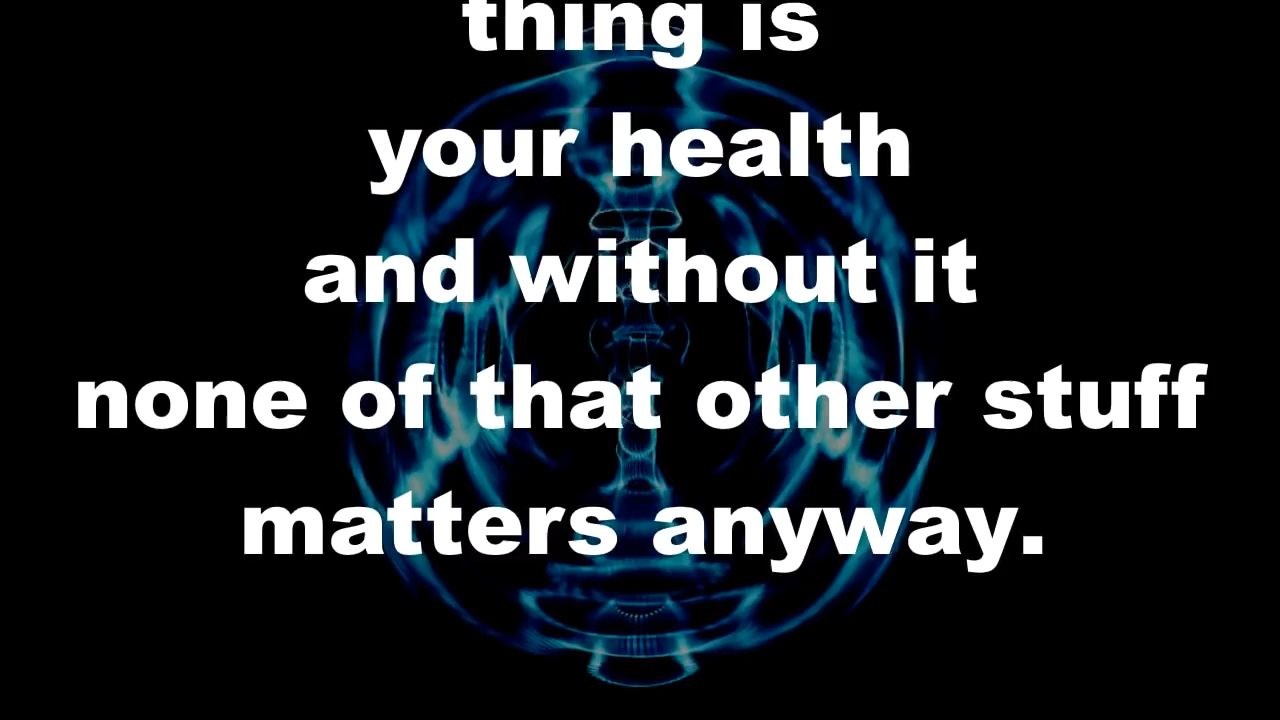 thing is
your health
and without it
none of that other stuff
matters anyway.